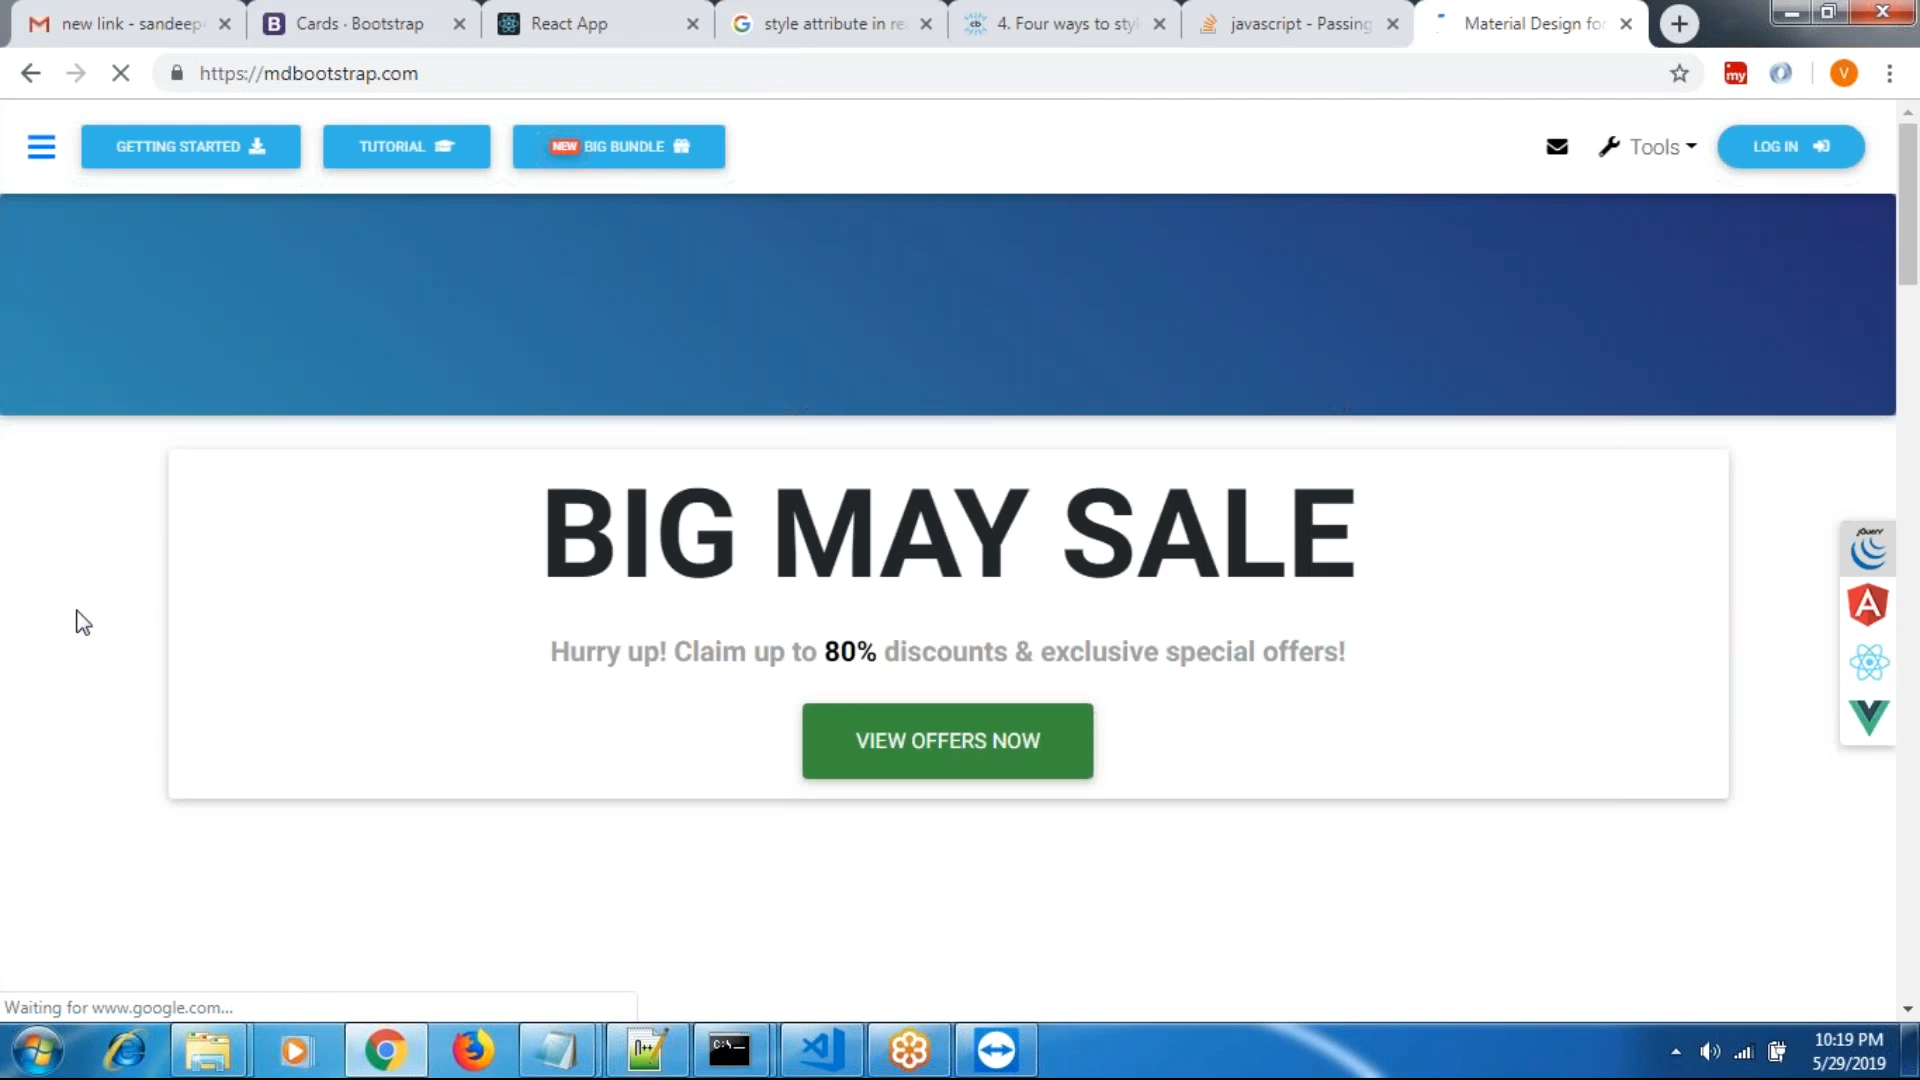 new link - sandeep
Cards · Bootstrap
React App
style attribute in re
4. Four ways to styl
javascript - Passing
Material Design for
https://mdbootstrap.com
my
V
GETTING STARTED
TUTORIAL
NEW BIG BUNDLE
Tools
LOG IN
BIG MAY SALE
Hurry up! Claim up to 80% discounts & exclusive special offers!
VIEW OFFERS NOW
jQuery
Waiting for www.google.com...
10:19 PM
5/29/2019